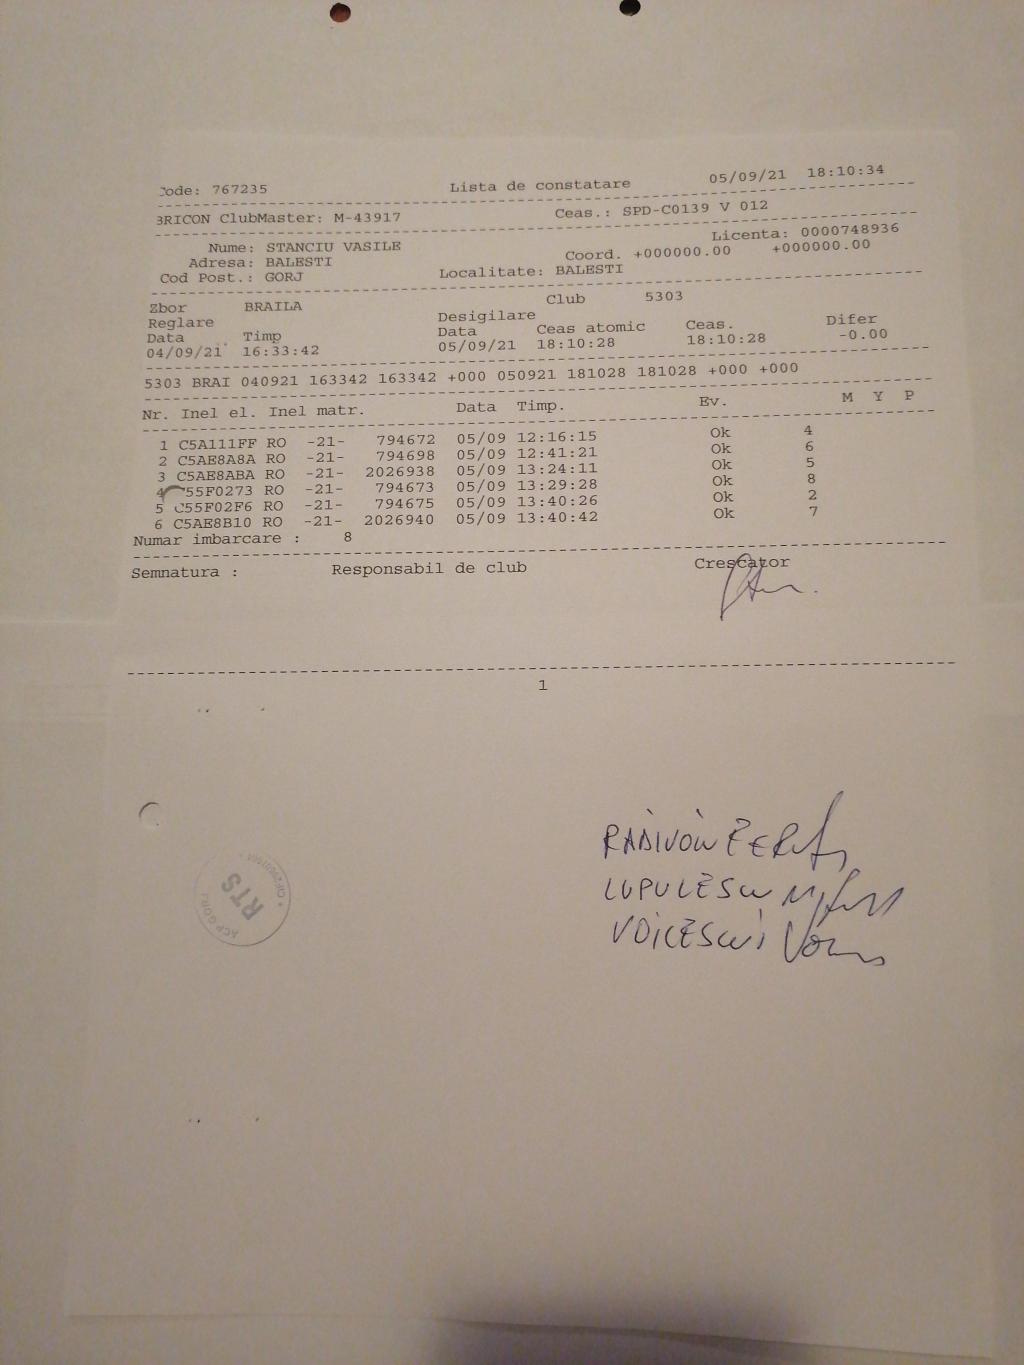 Code: 767235 Lista de constatare 05/09/21 18:10:34
BRICON ClubMaster: M-43917 Ceas.: SPD-C0139 V 012
Licenta: 0000748936
Nume: STANCIU VASILE Coord. +000000.00 +000000.00
Adresa: BALESTI
Cod Post.: GORJ Localitate: BALESTI
Zbor BRAILA Club 5303
Reglare Desigilare
Data Timp Data Ceas atomic Ceas. Difer
04/09/21 16:33:42 05/09/21 18:10:28 18:10:28 -0.00
5303 BRAI 040921 163342 163342 +000 050921 181028 181028 +000 +000
Nr. Inel el. Inel matr. Data Timp. Ev. M Y P
1 C5A111FF RO -21- 794672 05/09 12:16:15 Ok 4
2 C5AE8A8A RO -21- 794698 05/09 12:41:21 Ok 6
3 C5AE8ABA RO -21- 2026938 05/09 13:24:11 Ok 5
4 C55F0273 RO -21- 794673 05/09 13:29:28 Ok 8
5 C55F02F6 RO -21- 794675 05/09 13:40:26 Ok 2
6 C5AE8B10 RO -21- 2026940 05/09 13:40:42 Ok 7
Numar imbarcare : 8
Semnatura : Responsabil de club Crescator
1
LUPULESCU
VOICESCU
RTS
ACP GORJ